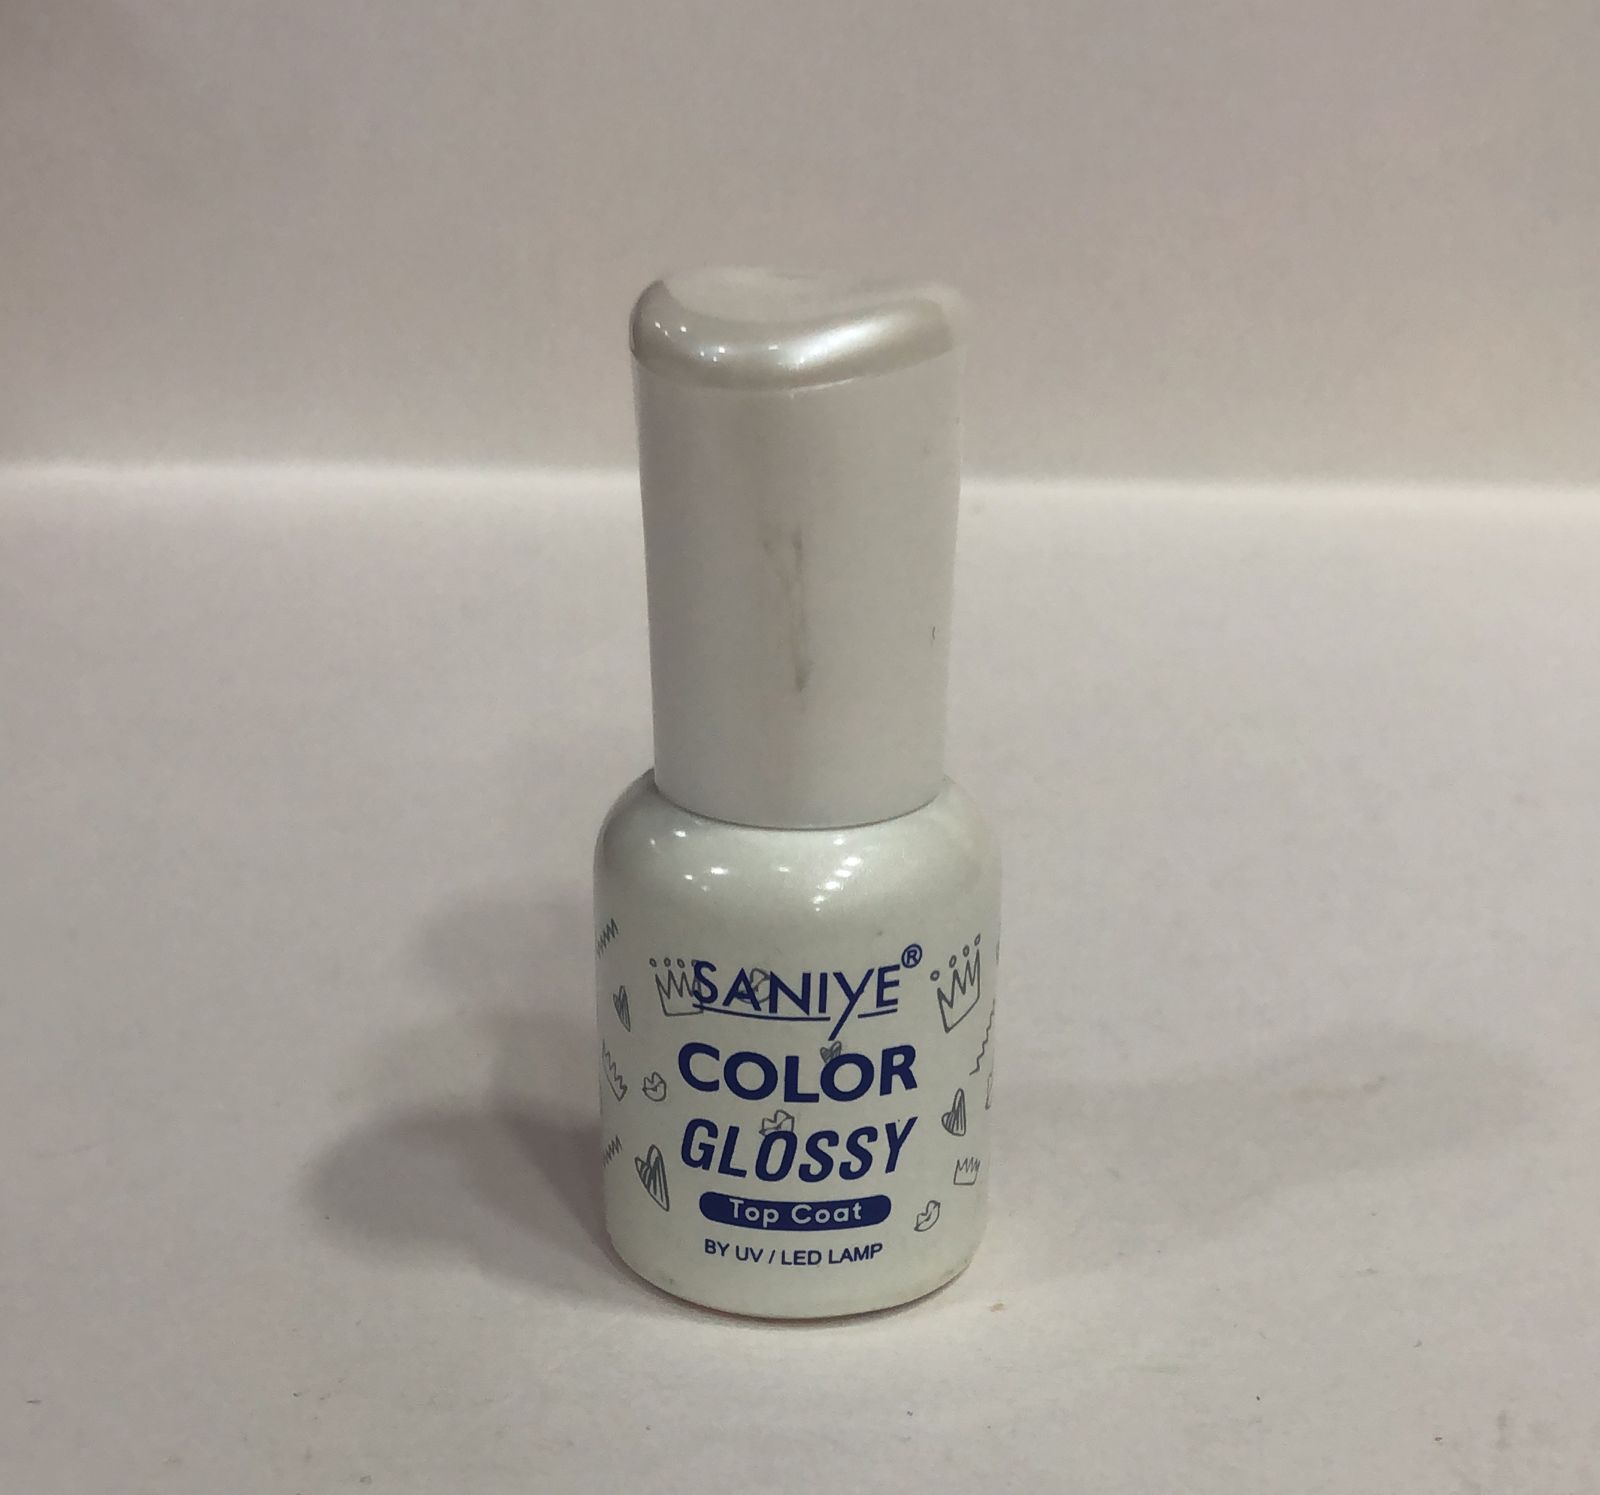 SANIYE®
COLOR
GLOSSY
Top Coat
BY UV / LED LAMP